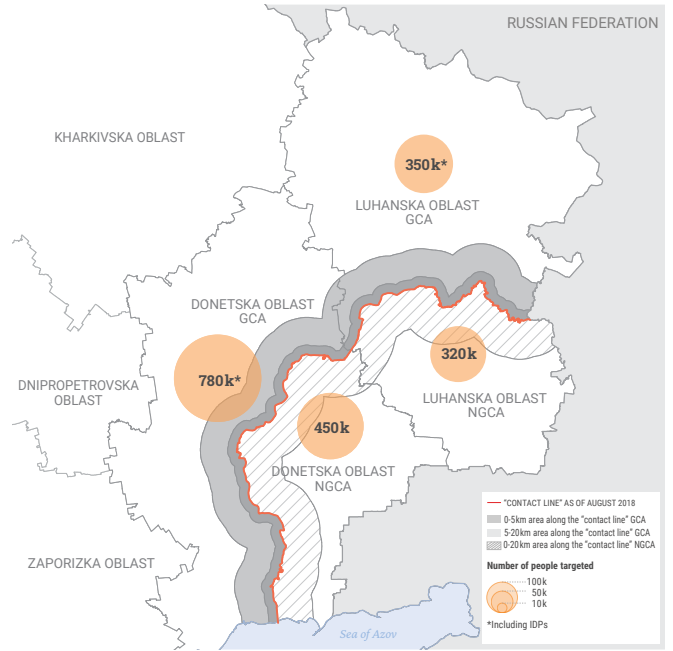 RUSSIAN FEDERATION
KHARKIVSKA OBLAST
350k*
LUHANSKA OBLAST
GCA
DONETSKA OBLAST
GCA
780k*
320k
DNIPROPETROVSKA
OBLAST
LUHANSKA OBLAST
NGCA
450k
DONETSKA OBLAST
NGCA
ZAPORIZKA OBLAST
Sea of Azov
"CONTACT LINE" AS OF AUGUST 2018
0-5km area along the "contact line" GCA
5-20km area along the "contact line" GCA
0-20km area along the "contact line" NGCA
Number of people targeted
100k
50k
10k
*Including IDPs